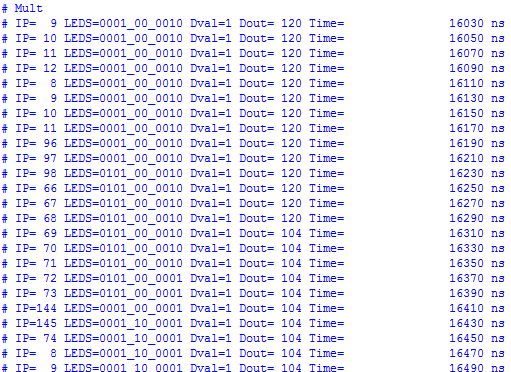 # Mult
# IP=  9 LEDS=0001_00_0010 Dval=1 Dout= 120 Time=                16030 ns
# IP= 10 LEDS=0001_00_0010 Dval=1 Dout= 120 Time=                16050 ns
# IP= 11 LEDS=0001_00_0010 Dval=1 Dout= 120 Time=                16070 ns
# IP= 12 LEDS=0001_00_0010 Dval=1 Dout= 120 Time=                16090 ns
# IP=  8 LEDS=0001_00_0010 Dval=1 Dout= 120 Time=                16110 ns
# IP=  9 LEDS=0001_00_0010 Dval=1 Dout= 120 Time=                16130 ns
# IP= 10 LEDS=0001_00_0010 Dval=1 Dout= 120 Time=                16150 ns
# IP= 11 LEDS=0001_00_0010 Dval=1 Dout= 120 Time=                16170 ns
# IP= 96 LEDS=0001_00_0010 Dval=1 Dout= 120 Time=                16190 ns
# IP= 97 LEDS=0001_00_0010 Dval=1 Dout= 120 Time=                16210 ns
# IP= 98 LEDS=0101_00_0010 Dval=1 Dout= 120 Time=                16230 ns
# IP= 66 LEDS=0101_00_0010 Dval=1 Dout= 120 Time=                16250 ns
# IP= 67 LEDS=0101_00_0010 Dval=1 Dout= 120 Time=                16270 ns
# IP= 68 LEDS=0101_00_0010 Dval=1 Dout= 120 Time=                16290 ns
# IP= 69 LEDS=0101_00_0010 Dval=1 Dout= 104 Time=                16310 ns
# IP= 70 LEDS=0101_00_0010 Dval=1 Dout= 104 Time=                16330 ns
# IP= 71 LEDS=0101_00_0010 Dval=1 Dout= 104 Time=                16350 ns
# IP= 72 LEDS=0101_00_0001 Dval=1 Dout= 104 Time=                16370 ns
# IP= 73 LEDS=0101_00_0001 Dval=1 Dout= 104 Time=                16390 ns
# IP=144 LEDS=0001_00_0001 Dval=1 Dout= 104 Time=                16410 ns
# IP=145 LEDS=0001_10_0001 Dval=1 Dout= 104 Time=                16430 ns
# IP= 74 LEDS=0001_10_0001 Dval=1 Dout= 104 Time=                16450 ns
# IP=  8 LEDS=0001_10_0001 Dval=1 Dout= 104 Time=                16470 ns
# IP=  9 LEDS=0001_10_0001 Dval=1 Dout= 104 Time=                16490 ns